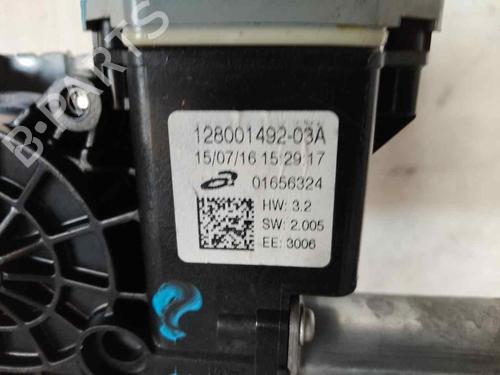 B-PARTS
128001492-03A
15/07/16 15:29:17
01656324
HW: 3.2
SW: 2.005
EE: 3006